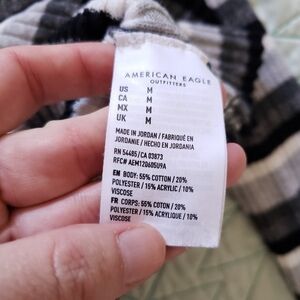 AMERICAN EAGLE
OUTFITTERS
US M
CA M
MX M
UK M
MADE IN JORDAN / FABRIQUÉ EN
JORDANIE / HECHO EN JORDANIA
RN 54485/CA 03873
RFC# AEM120605U9A
EN BODY: 55% COTTON / 20%
POLYESTER / 15% ACRYLIC / 10%
VISCOSE
FR CORPS: 55% COTON / 20%
POLYESTER / 15% ACRYLIQUE / 10%
VISCOSE